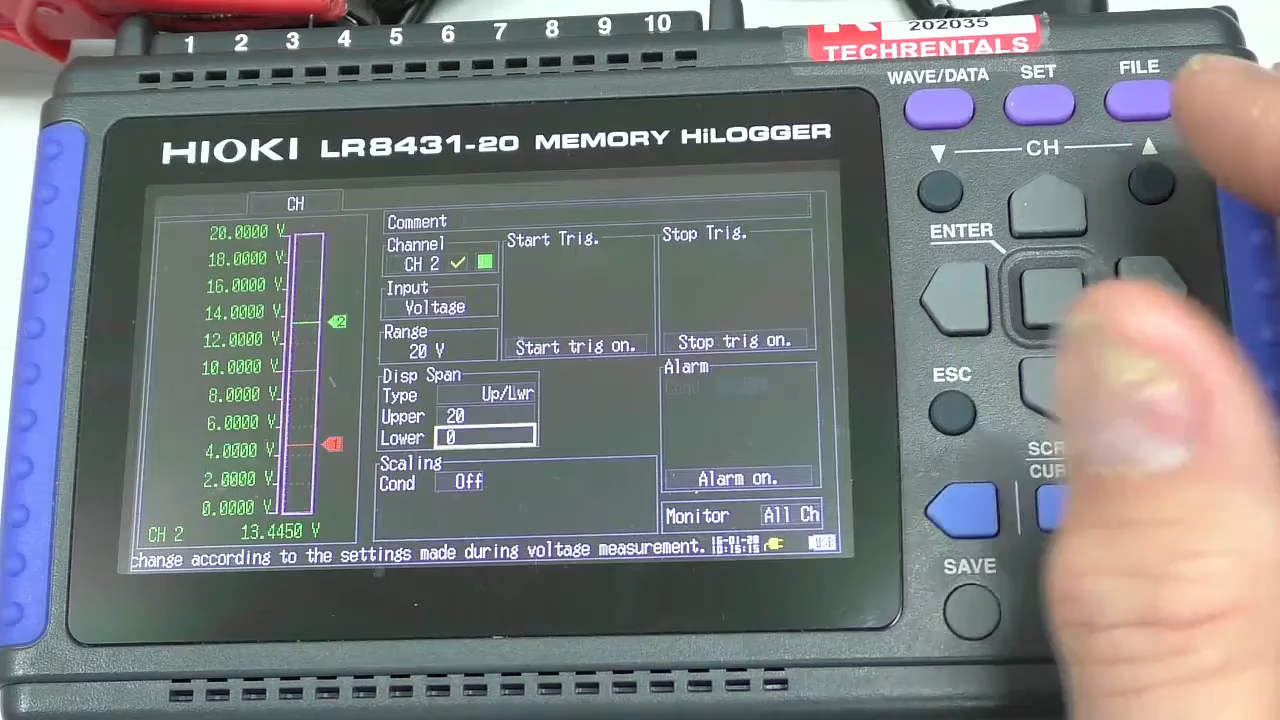 1 2 3 4 5 6 7 8 9 10
202035
TECHRENTALS
WAVE/DATA SET FILE
HIOKI LR8431-20 MEMORY HiLOGGER
▼ CH ▲
ENTER
ESC
SAVE
CH
20.0000 V
18.0000 V
16.0000 V
14.0000 V
12.0000 V
10.0000 V
8.0000 V
6.0000 V
4.0000 V
2.0000 V
0.0000 V
2
1
CH 2 13.4450 V
Comment
Channel
CH 2
Input
Voltage
Range
20 V
Start Trig.
Start trig on.
Stop Trig.
Stop trig on.
Disp Span
Type Up/Lwr
Upper 20
Lower 0
Scaling
Cond Off
Alarm
Cond
Alarm on.
Monitor All Ch
change according to the settings made during voltage measurement.